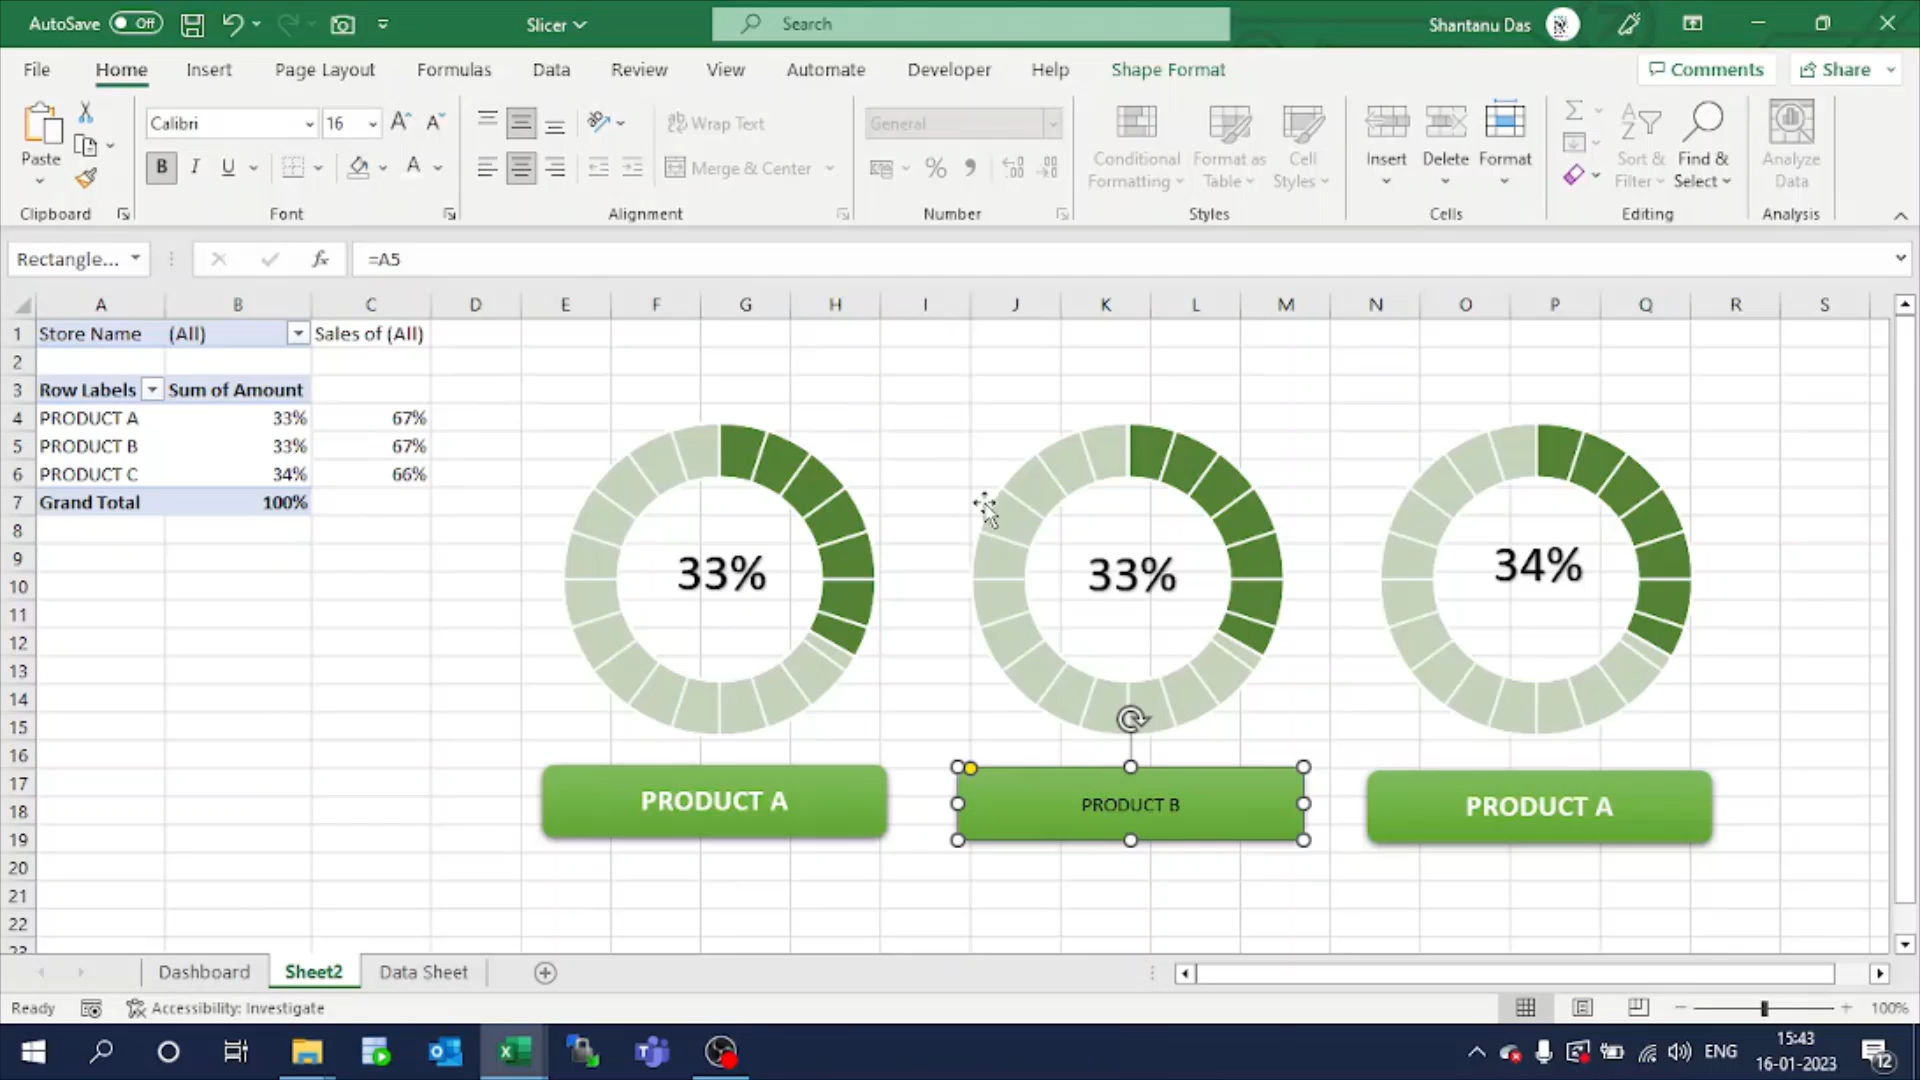 AutoSave Off Slicer Search Shantanu Das
File Home Insert Page Layout Formulas Data Review View Automate Developer Help Shape Format Comments Share
Paste Calibri 16 B I U A Wrap Text Merge & Center General % Conditional Formatting Format as Table Cell Styles Insert Delete Format Sort & Filter Find & Select Analyze Data
Clipboard Font Alignment Number Styles Cells Editing Analysis
Rectangle... fx =A5
A B C D E F G H I J K L M N O P Q R S
1 Store Name (All) Sales of (All)
2
3 Row Labels Sum of Amount
4 PRODUCT A 33% 67%
5 PRODUCT B 33% 67%
6 PRODUCT C 34% 66%
7 Grand Total 100%
8
9
10
11
12
13
14
15
16
17
18
19
20
21
22
23
33% 33% 34%
PRODUCT A PRODUCT B PRODUCT A
Dashboard Sheet2 Data Sheet
Ready Accessibility: Investigate 100%
ENG 15:43
16-01-2023 12